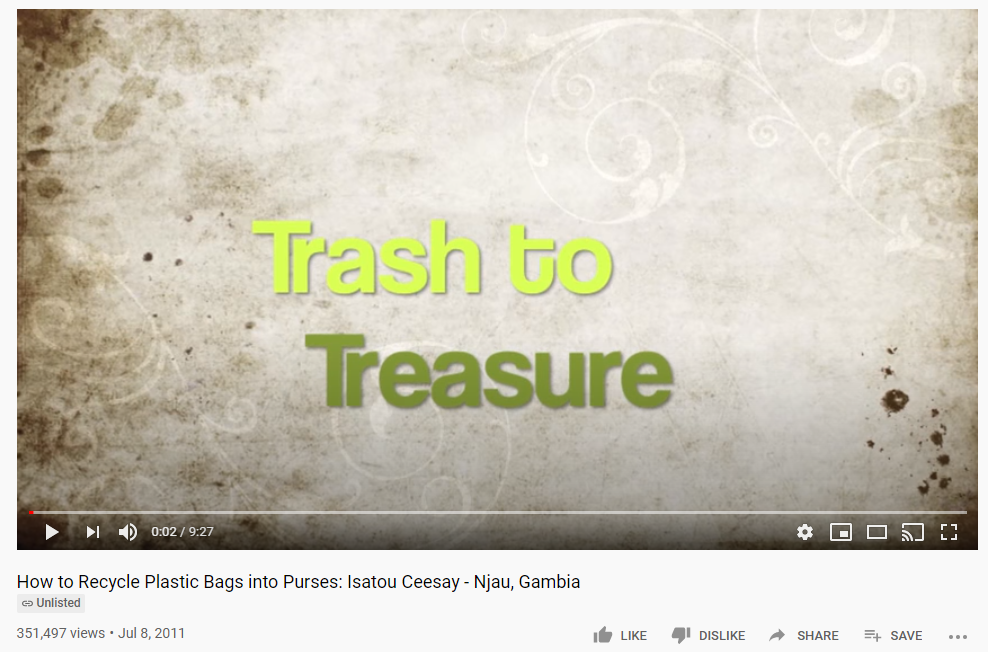 Trash to
Treasure
0:02 / 9:27
How to Recycle Plastic Bags into Purses: Isatou Ceesay - Njau, Gambia
Unlisted
351,497 views • Jul 8, 2011 LIKE DISLIKE SHARE SAVE